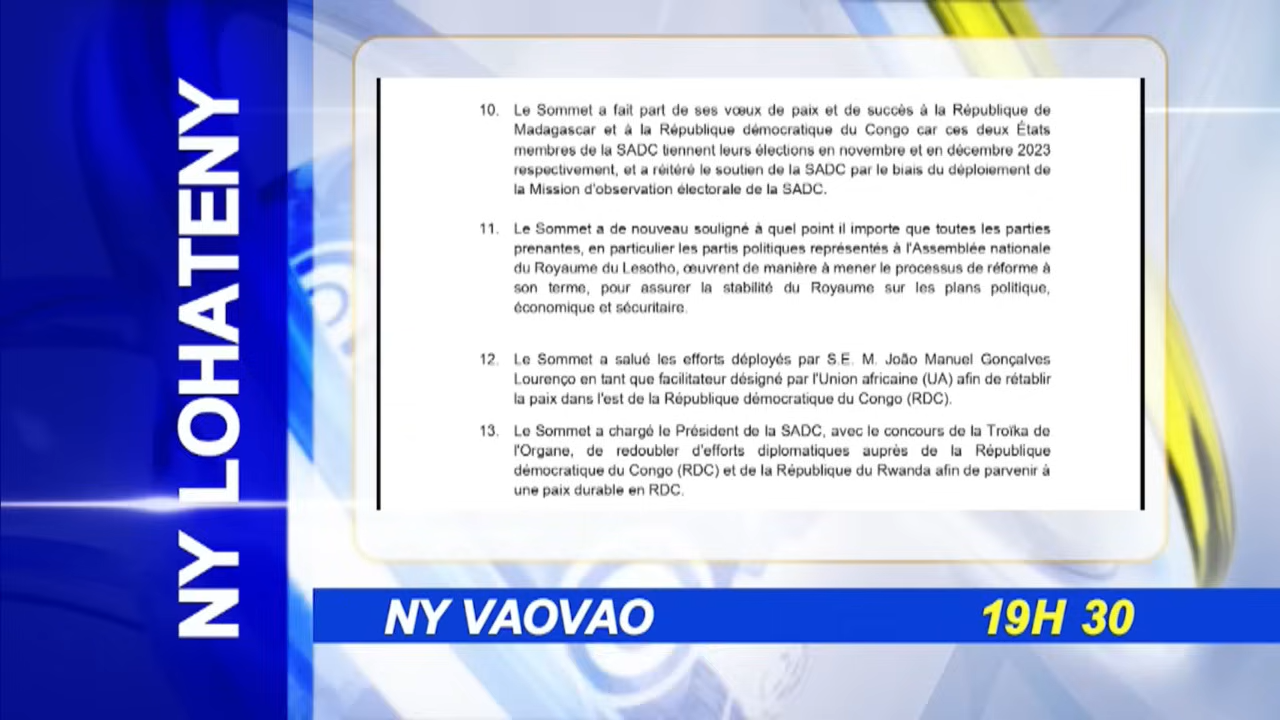 NY LOHATENY
10. Le Sommet a fait part de ses vœux de paix et de succès à la République de
Madagascar et à la République démocratique du Congo car ces deux États
membres de la SADC tiennent leurs élections en novembre et en décembre 2023
respectivement, et a réitéré le soutien de la SADC par le biais du déploiement de
la Mission d'observation électorale de la SADC.
11. Le Sommet a de nouveau souligné à quel point il importe que toutes les parties
prenantes, en particulier les partis politiques représentés à l'Assemblée nationale
du Royaume du Lesotho, œuvrent de manière à mener le processus de réforme à
son terme, pour assurer la stabilité du Royaume sur les plans politique,
économique et sécuritaire.
12. Le Sommet a salué les efforts déployés par S.E. M. João Manuel Gonçalves
Lourenço en tant que facilitateur désigné par l'Union africaine (UA) afin de rétablir
la paix dans l'est de la République démocratique du Congo (RDC).
13. Le Sommet a chargé le Président de la SADC, avec le concours de la Troïka de
l'Organe, de redoubler d'efforts diplomatiques auprès de la République
démocratique du Congo (RDC) et de la République du Rwanda afin de parvenir à
une paix durable en RDC.
NY VAOVAO
19H 30